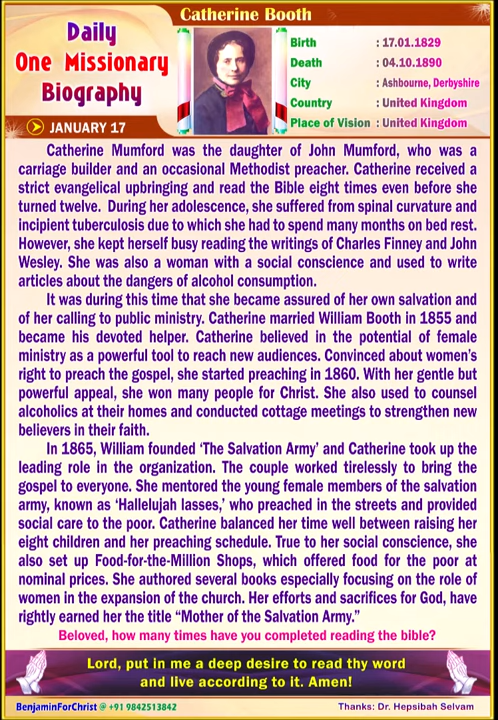 Catherine Booth
Daily
One Missionary
Biography
JANUARY 17
Birth : 17.01.1829
Death : 04.10.1890
City : Ashbourne, Derbyshire
Country : United Kingdom
Place of Vision : United Kingdom
Catherine Mumford was the daughter of John Mumford, who was a
carriage builder and an occasional Methodist preacher. Catherine received a
strict evangelical upbringing and read the Bible eight times even before she
turned twelve. During her adolescence, she suffered from spinal curvature and
incipient tuberculosis due to which she had to spend many months on bed rest.
However, she kept herself busy reading the writings of Charles Finney and John
Wesley. She was also a woman with a social conscience and used to write
articles about the dangers of alcohol consumption.
It was during this time that she became assured of her own salvation and
of her calling to public ministry. Catherine married William Booth in 1855 and
became his devoted helper. Catherine believed in the potential of female
ministry as a powerful tool to reach new audiences. Convinced about women's
right to preach the gospel, she started preaching in 1860. With her gentle but
powerful appeal, she won many people for Christ. She also used to counsel
alcoholics at their homes and conducted cottage meetings to strengthen new
believers in their faith.
In 1865, William founded 'The Salvation Army' and Catherine took up the
leading role in the organization. The couple worked tirelessly to bring the
gospel to everyone. She mentored the young female members of the salvation
army, known as 'Hallelujah lasses,' who preached in the streets and provided
social care to the poor. Catherine balanced her time well between raising her
eight children and her preaching schedule. True to her social conscience, she
also set up Food-for-the-Million Shops, which offered food for the poor at
nominal prices. She authored several books especially focusing on the role of
women in the expansion of the church. Her efforts and sacrifices for God, have
rightly earned her the title “Mother of the Salvation Army.”
Beloved, how many times have you completed reading the bible?
Lord, put in me a deep desire to read thy word
and live according to it. Amen!
BenjaminForChrist @ +91 9842513842
Thanks: Dr. Hepsibah Selvam